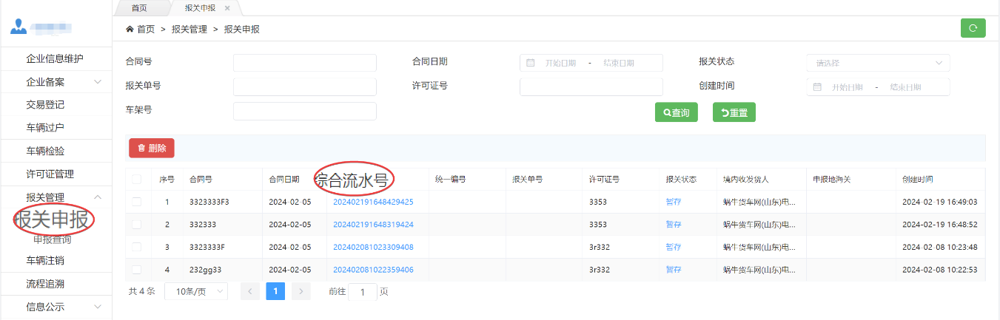 首页 报关申报 ×
首页 > 报关管理 > 报关申报
企业信息维护
企业备案
交易登记
车辆过户
车辆检验
许可证管理
报关管理
报关申报
申报查询
车辆注销
流程追溯
信息公示
合同号 合同日期 开始日期 - 结束日期 报关状态 请选择
报关单号 许可证号 创建时间 开始日期 - 结束日期
车架号 查询 重置
删除
序号 合同号 合同日期 综合流水号 统一编号 报关单号 许可证号 报关状态 境内收发货人 申报地海关 创建时间
1 3323333F3 2024-02-05 202402191648429425 3353 暂存 蜗牛货车网(山东)电... 2024-02-19 16:49:03
2 332333 2024-02-05 202402191648319424 3353 暂存 蜗牛货车网(山东)电... 2024-02-19 16:48:52
3 3323333F 2024-02-05 202402081023309408 3r332 暂存 蜗牛货车网(山东)电... 2024-02-08 10:23:48
4 232gg33 2024-02-05 202402081022359406 3r332 暂存 蜗牛货车网(山东)电... 2024-02-08 10:22:53
共 4 条 10条/页 < 1 > 前往 1 页